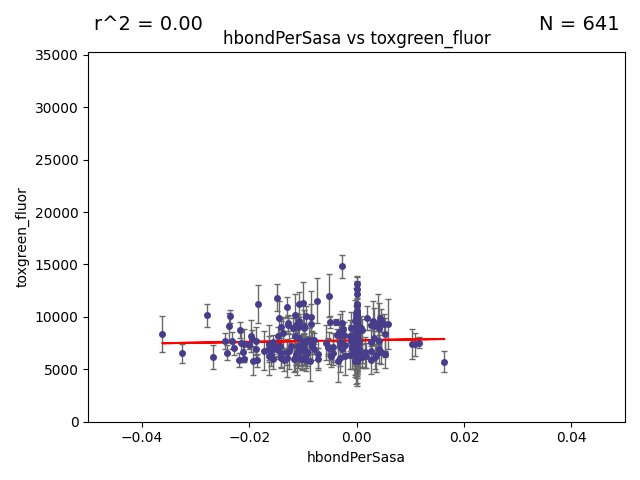 r^2 = 0.00
N = 641
hbondPerSasa vs toxgreen_fluor
35000
30000
25000
20000
15000
10000
5000
0
toxgreen_fluor
−0.04
−0.02
0.00
0.02
0.04
hbondPerSasa